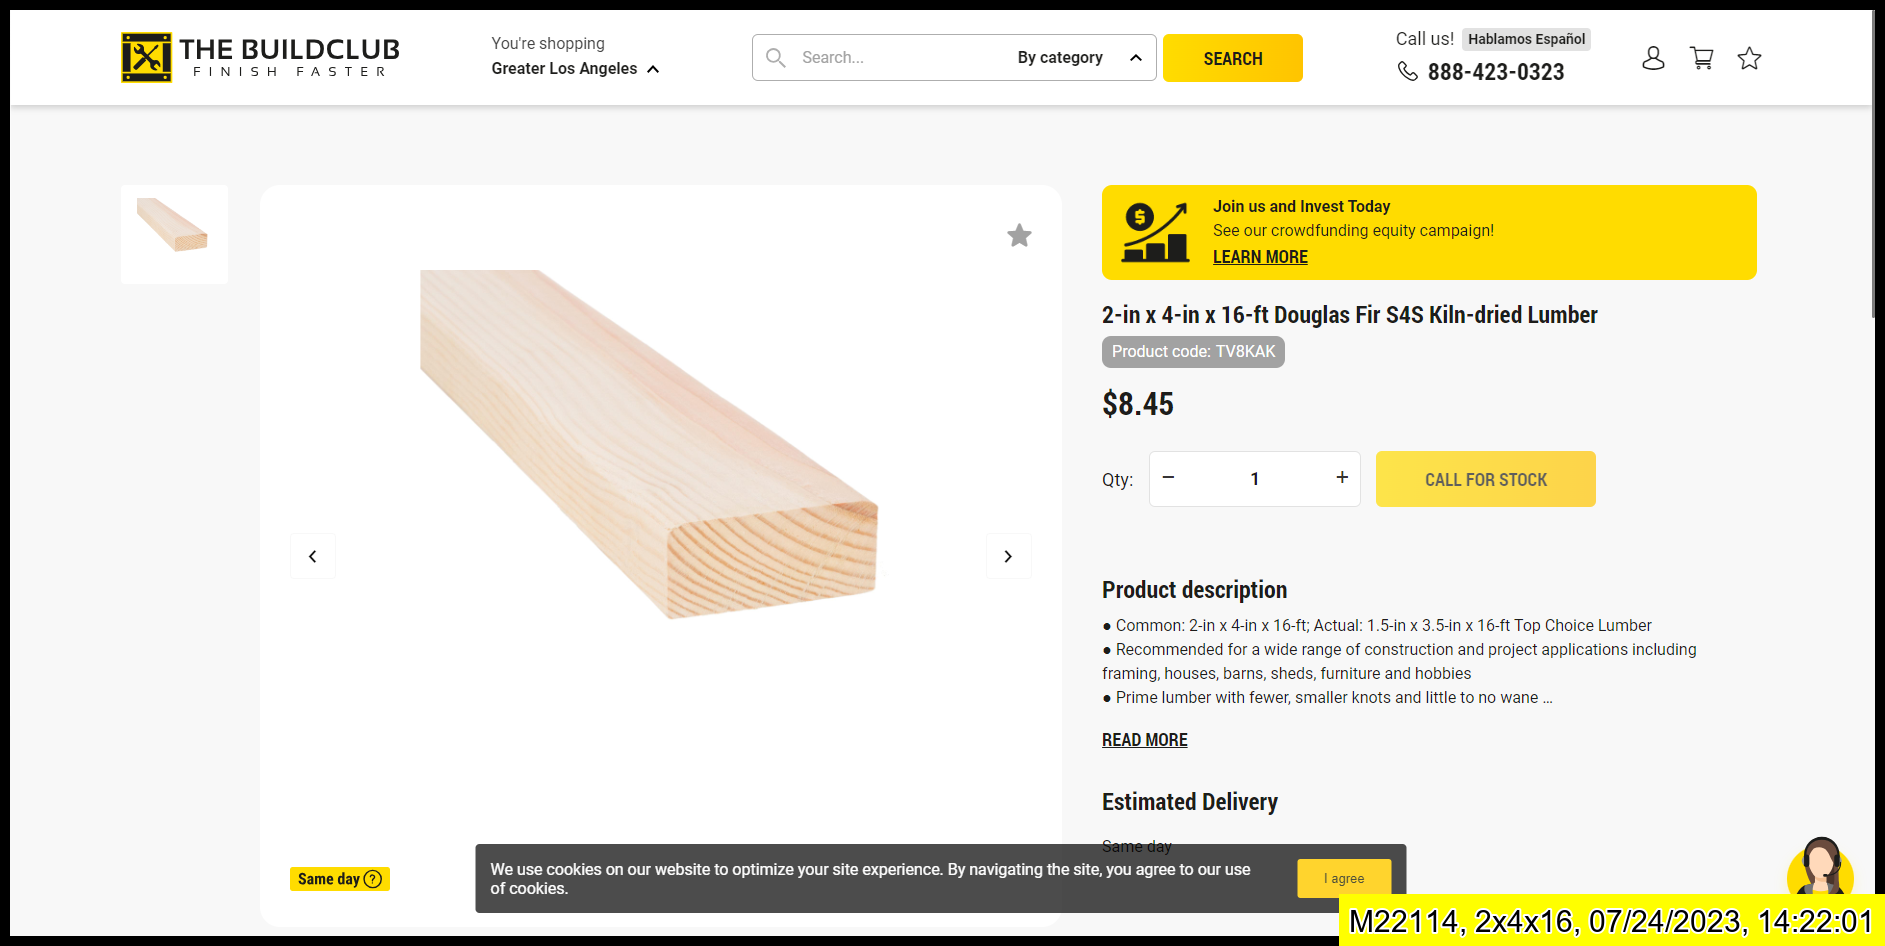 THE BUILDCLUB
FINISH FASTER
You're shopping
Greater Los Angeles
Search...
By category
SEARCH
Call us!
Hablamos Español
888-423-0323
Join us and Invest Today
See our crowdfunding equity campaign!
LEARN MORE
2-in x 4-in x 16-ft Douglas Fir S4S Kiln-dried Lumber
Product code: TV8KAK
$8.45
Qty:
− 1 +
CALL FOR STOCK
Product description
● Common: 2-in x 4-in x 16-ft; Actual: 1.5-in x 3.5-in x 16-ft Top Choice Lumber
● Recommended for a wide range of construction and project applications including
framing, houses, barns, sheds, furniture and hobbies
● Prime lumber with fewer, smaller knots and little to no wane ...
READ MORE
Estimated Delivery
Same day
Same day ?
We use cookies on our website to optimize your site experience. By navigating the site, you agree to our use
of cookies.
I agree
M22114, 2x4x16, 07/24/2023, 14:22:01